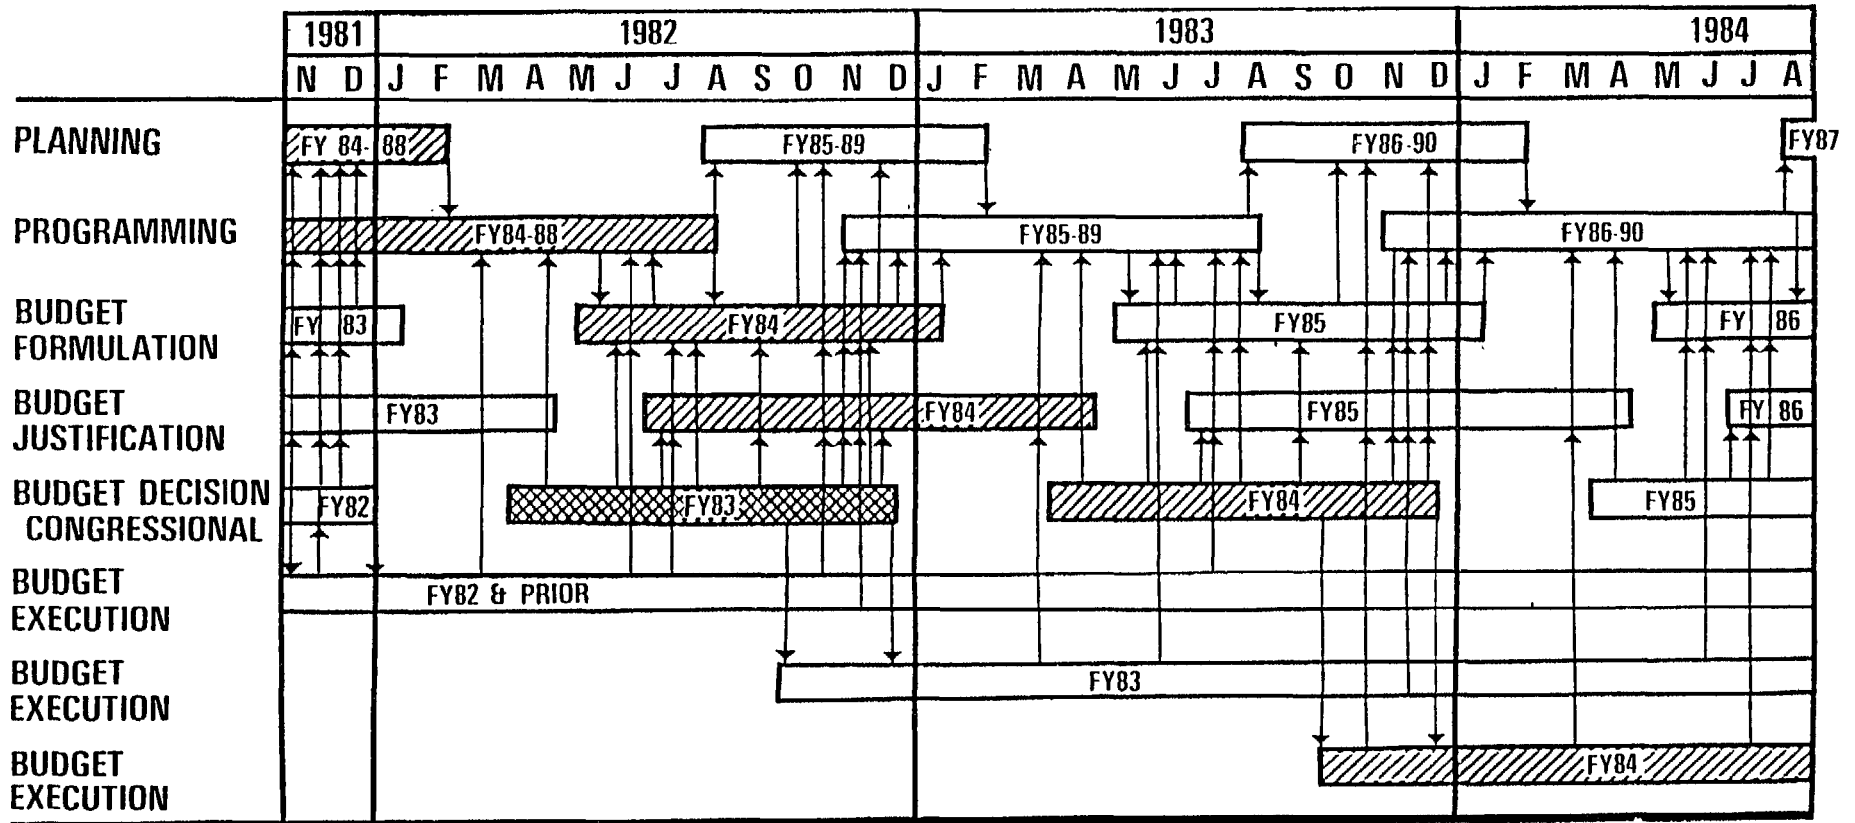 1981 1982 1983 1984
N D J F M A M J J A S O N D J F M A M J J A S O N D J F M A M J J A
PLANNING FY 84-88 FY85-89 FY86-90 FY87
PROGRAMMING FY84-88 FY85-89 FY86-90
BUDGET
FORMULATION FY 83 FY84 FY85 FY 86
BUDGET
JUSTIFICATION FY83 FY84 FY85 FY 86
BUDGET DECISION
CONGRESSIONAL FY82 FY83 FY84 FY85
BUDGET
EXECUTION FY82 & PRIOR
BUDGET
EXECUTION FY83
BUDGET
EXECUTION FY84